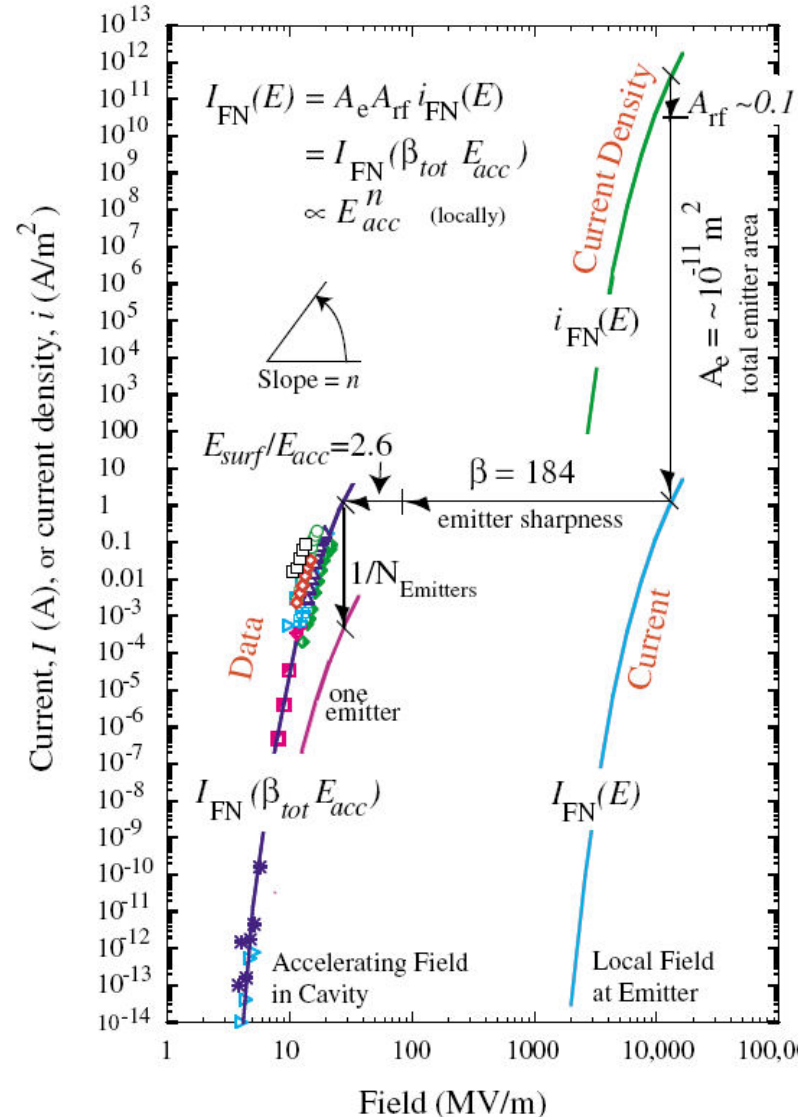 10^13
10^12
10^11
10^10
10^9
10^8
10^7
10^6
10^5
10^4
10^3
100
10
1
0.1
0.01
10^-3
10^-4
10^-5
10^-6
10^-7
10^-8
10^-9
10^-10
10^-11
10^-12
10^-13
10^-14
Current, I (A), or current density, i (A/m^2)
I_FN(E) = A_e A_rf i_FN(E)
= I_FN(β_tot E_acc)
∝ E_acc^n (locally)
Slope = n
Current Density
A_rf ~0.1
A_e = ~10^-11 m^2
total emitter area
i_FN(E)
E_surf/E_acc=2.6
β = 184
emitter sharpness
1/N_Emitters
Data
one
emitter
Current
I_FN(β_tot E_acc)
I_FN(E)
Accelerating Field
in Cavity
Local Field
at Emitter
1
10
100
1000
10,000
100,0
Field (MV/m)